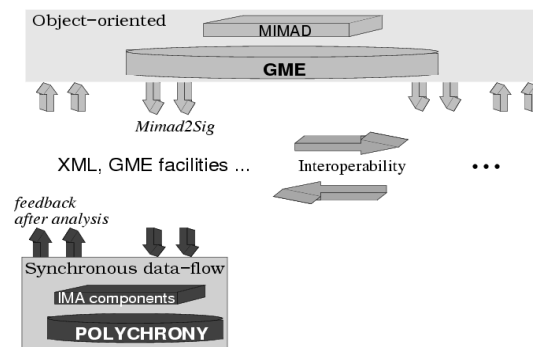 Object-oriented
MIMAD
GME
Mimad2Sig
XML, GME facilities ...
Interoperability
...
feedback
after analysis
Synchronous data-flow
IMA components
POLYCHRONY